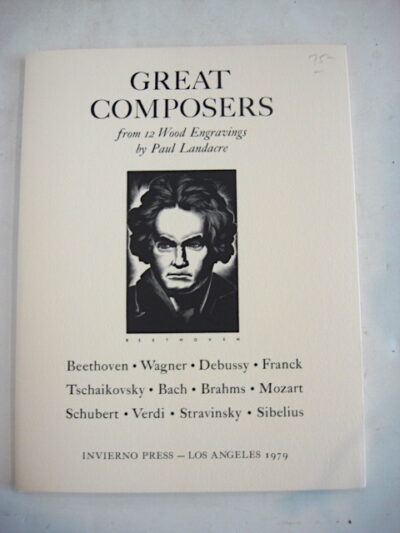 75-
GREAT
COMPOSERS
from 12 Wood Engravings
by Paul Landacre
BEETHOVEN
Beethoven • Wagner • Debussy • Franck
Tschaikovsky • Bach • Brahms • Mozart
Schubert • Verdi • Stravinsky • Sibelius
INVIERNO PRESS — LOS ANGELES 1979